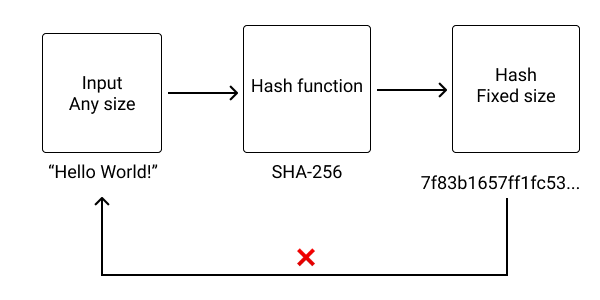 Input
Any size
Hash function
Hash
Fixed size
“Hello World!”
SHA-256
7f83b1657ff1fc53...